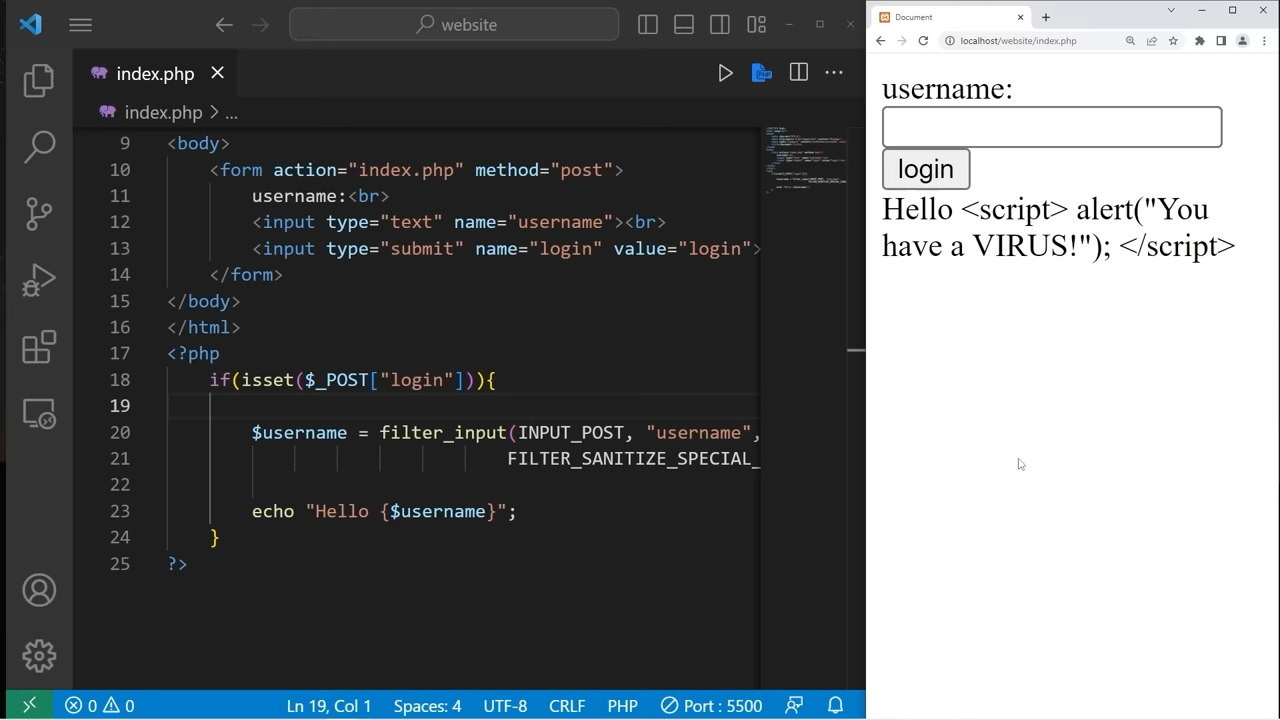 website
index.php
index.php > ...
9 <body>
10 <form action="index.php" method="post">
11 username:<br>
12 <input type="text" name="username"><br>
13 <input type="submit" name="login" value="login">
14 </form>
15 </body>
16 </html>
17 <?php
18 if(isset($_POST["login"])){
19
20 $username = filter_input(INPUT_POST, "username",
21 FILTER_SANITIZE_SPECIAL_
22
23 echo "Hello {$username}";
24 }
25 ?>
0 0
Ln 19, Col 1 Spaces: 4 UTF-8 CRLF PHP Port : 5500
Document
localhost/website/index.php
username:
login
Hello <script> alert("You
have a VIRUS!"); </script>